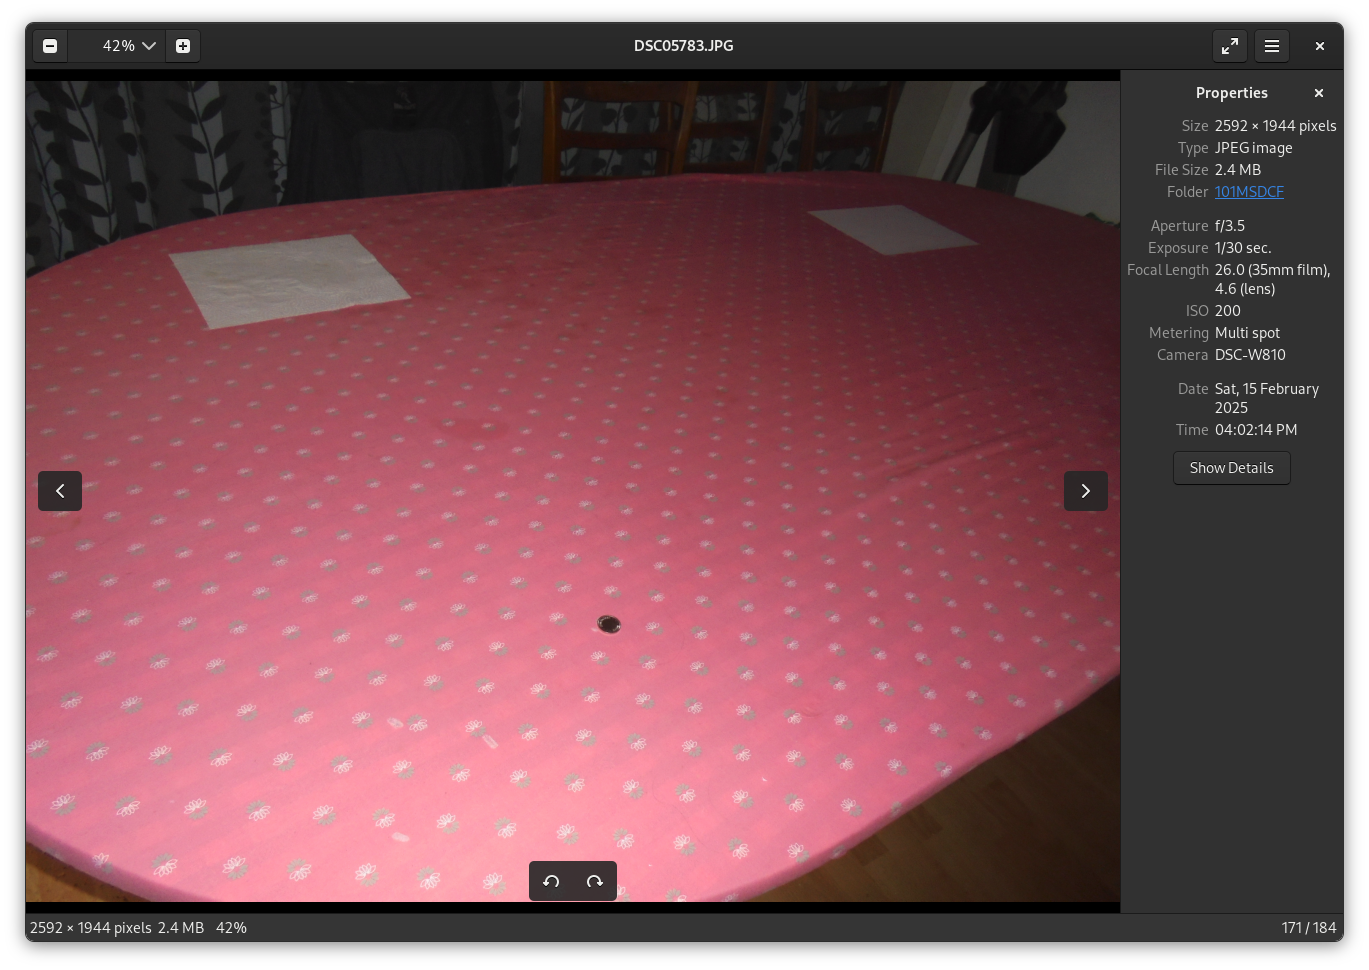 42%
DSC05783.JPG
Properties
Size 2592 × 1944 pixels
Type JPEG image
File Size 2.4 MB
Folder 101MSDCF
Aperture f/3.5
Exposure 1/30 sec.
Focal Length 26.0 (35mm film),
4.6 (lens)
ISO 200
Metering Multi spot
Camera DSC-W810
Date Sat, 15 February
2025
Time 04:02:14 PM
Show Details
2592 × 1944 pixels 2.4 MB 42%
171 / 184